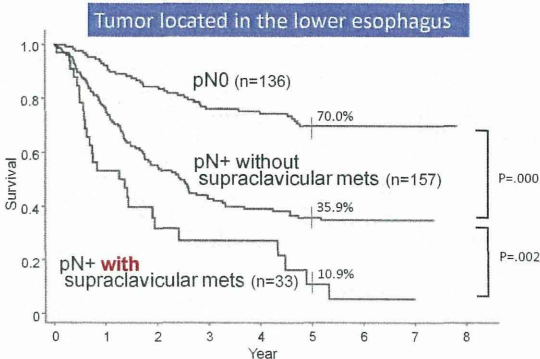 Tumor located in the lower esophagus
1.0
0.8
0.6
0.4
0.2
0
Survival
pN0 (n=136)
70.0%
pN+ without
supraclavicular mets (n=157)
35.9%
pN+ with
supraclavicular mets (n=33)
10.9%
P=.000
P=.002
0 1 2 3 4 5 6 7 8
Year